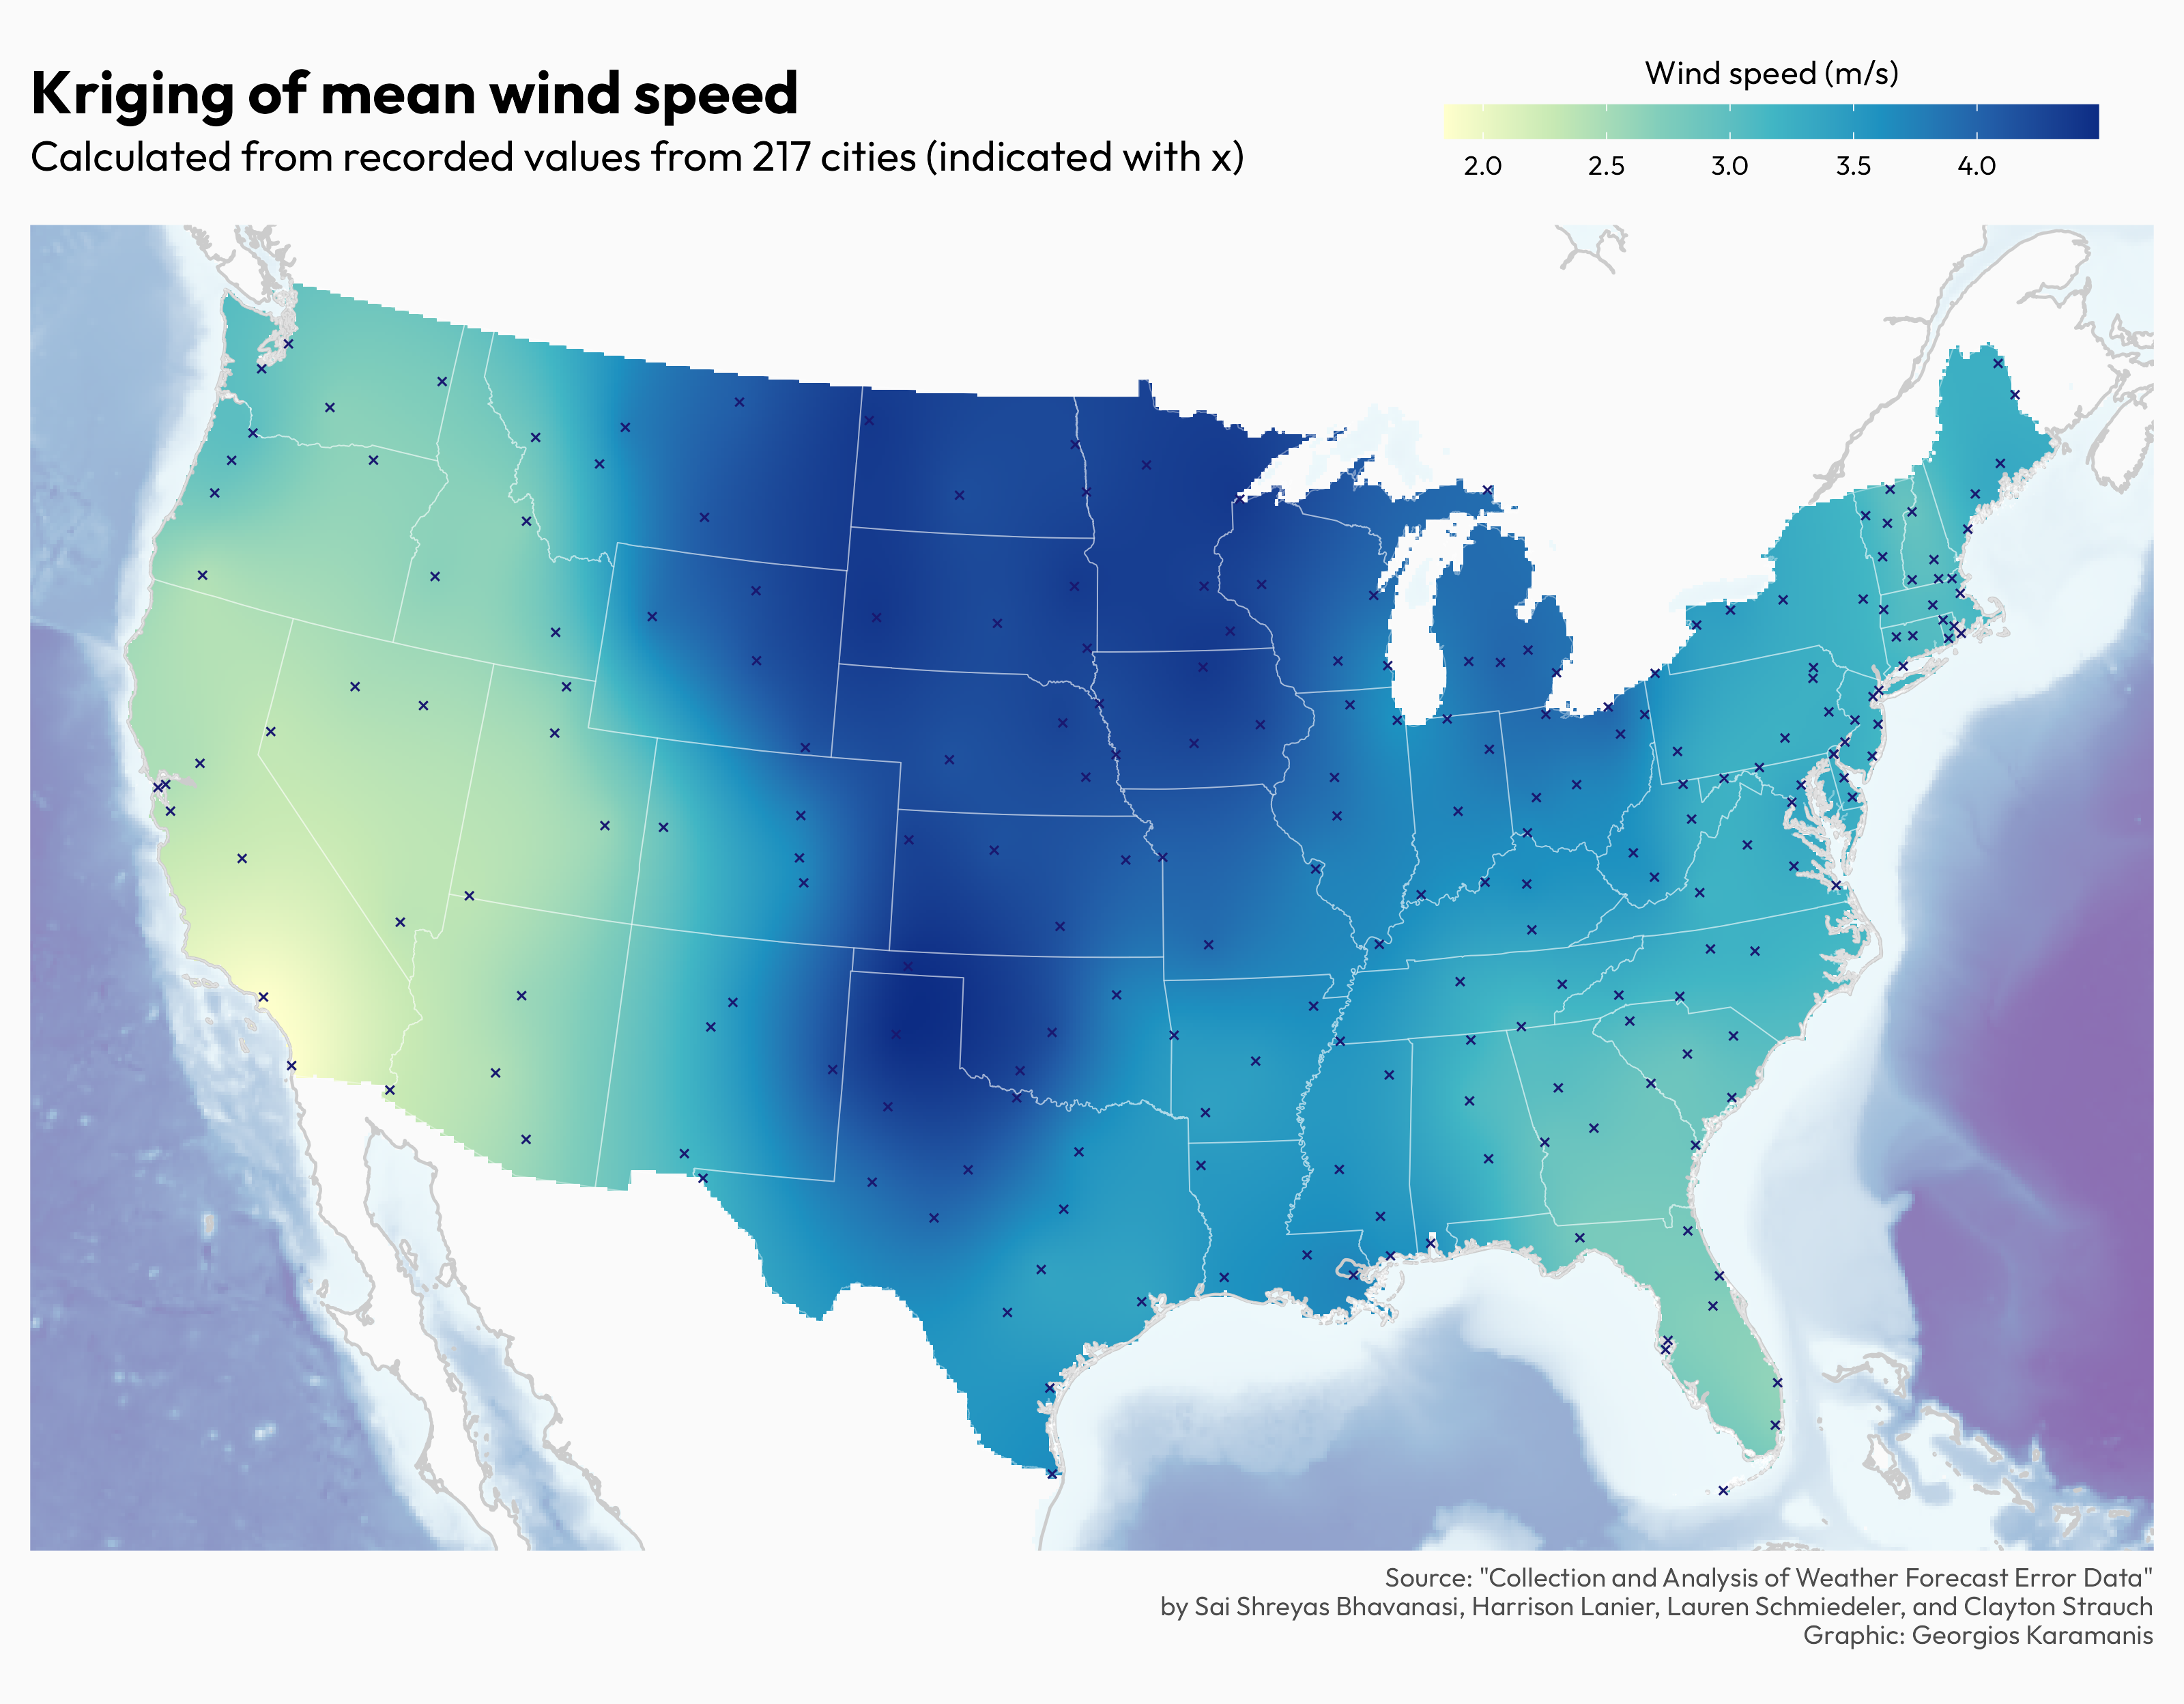 Kriging of mean wind speed
Calculated from recorded values from 217 cities (indicated with x)
Wind speed (m/s)
2.0 2.5 3.0 3.5 4.0
Source: "Collection and Analysis of Weather Forecast Error Data"
by Sai Shreyas Bhavanasi, Harrison Lanier, Lauren Schmiedeler, and Clayton Strauch
Graphic: Georgios Karamanis